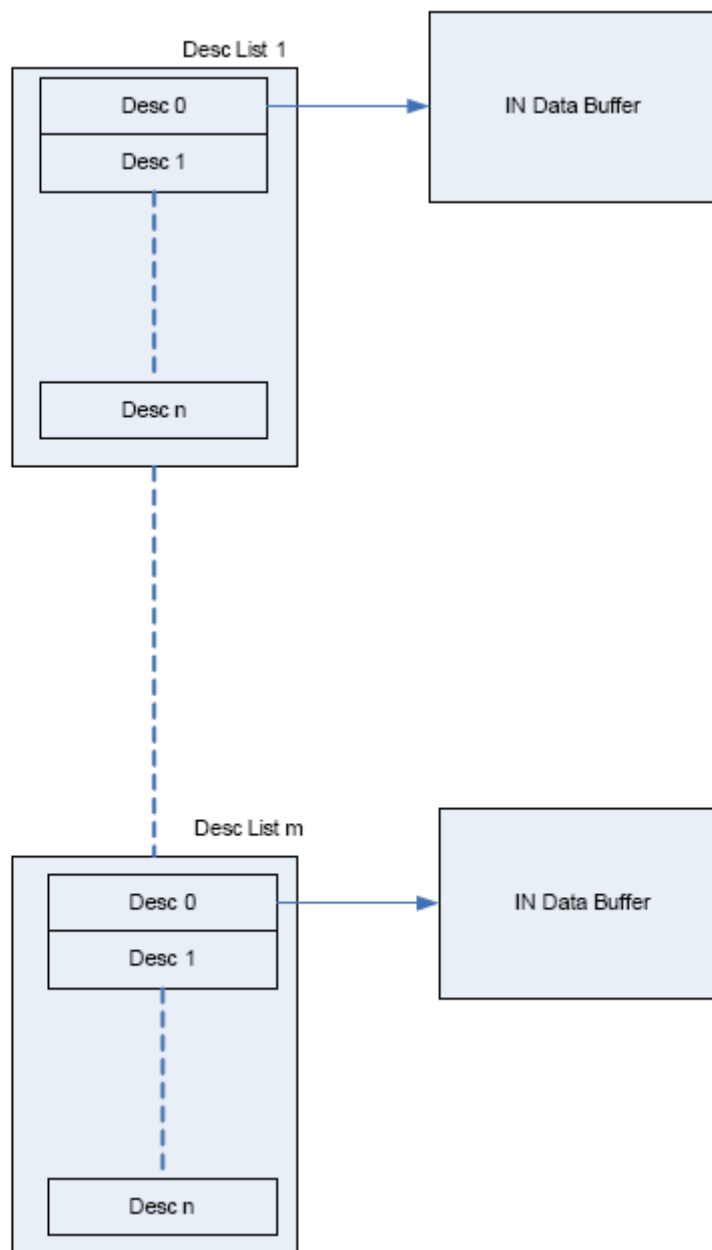 Desc List 1
Desc 0
IN Data Buffer
Desc 1
Desc n
Desc List m
Desc 0
IN Data Buffer
Desc 1
Desc n